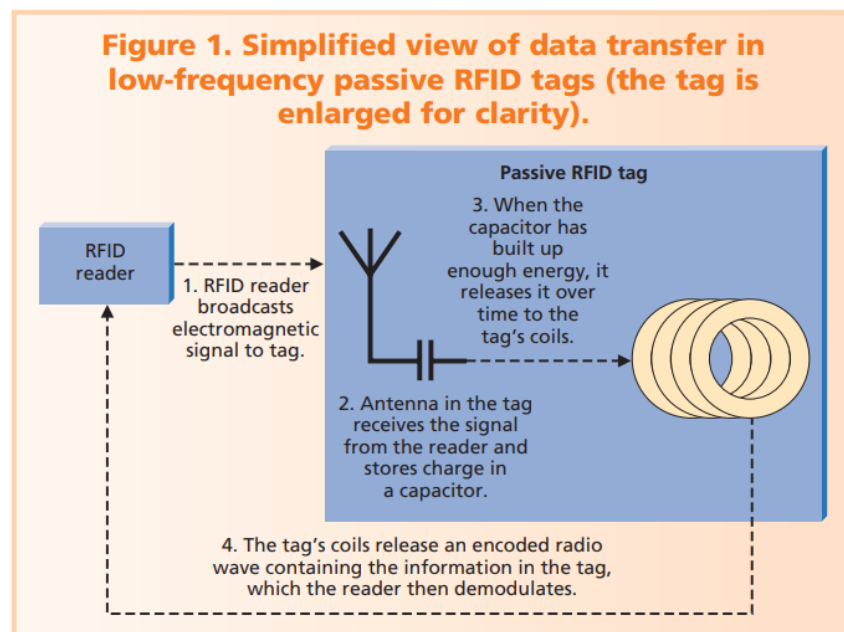 Figure 1. Simplified view of data transfer in
low-frequency passive RFID tags (the tag is
enlarged for clarity).
Passive RFID tag
RFID
reader
1. RFID reader
broadcasts
electromagnetic
signal to tag.
2. Antenna in the tag
receives the signal
from the reader and
stores charge in
a capacitor.
3. When the
capacitor has
built up
enough energy, it
releases it over
time to the
tag's coils.
4. The tag's coils release an encoded radio
wave containing the information in the tag,
which the reader then demodulates.